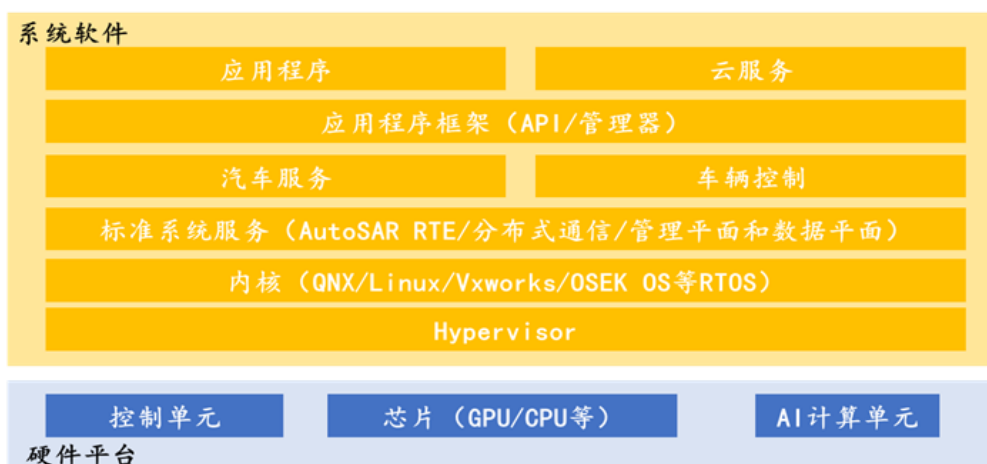 系统软件
应用程序 云服务
应用程序框架（API/管理器）
汽车服务 车辆控制
标准系统服务（AutoSAR RTE/分布式通信/管理平面和数据平面）
内核（QNX/Linux/Vxworks/OSEK OS等RTOS）
Hypervisor
控制单元 芯片（GPU/CPU等） AI计算单元
硬件平台